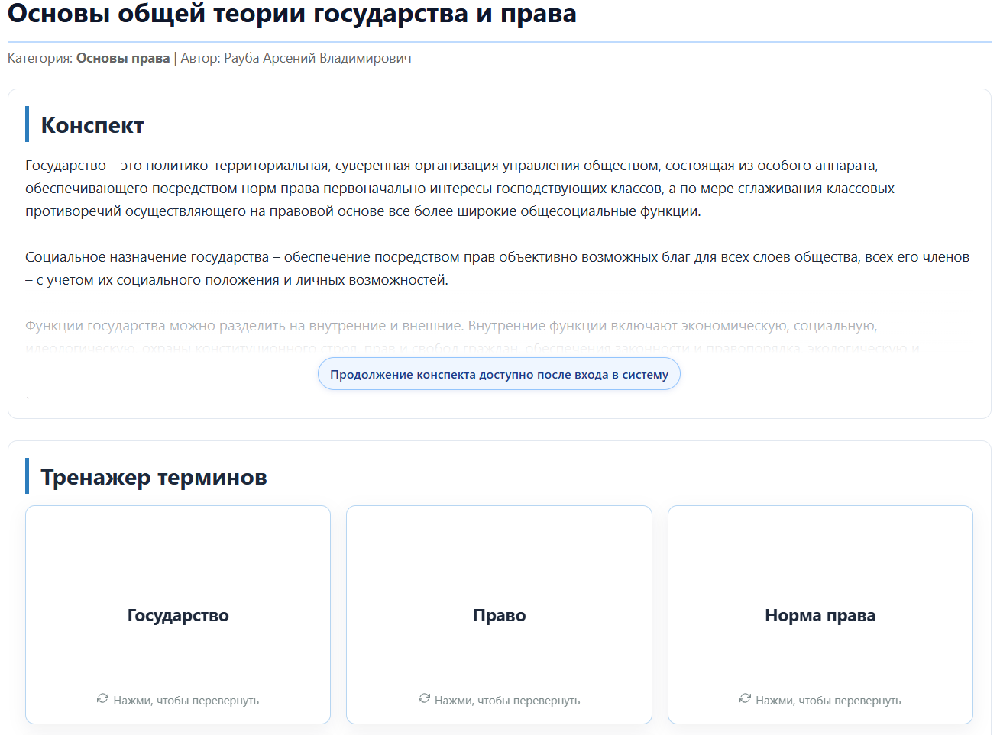 Основы общей теории государства и права
Категория: Основы права | Автор: Рауба Арсений Владимирович
Конспект
Государство – это политико-территориальная, суверенная организация управления обществом, состоящая из особого аппарата,
обеспечивающего посредством норм права первоначально интересы господствующих классов, а по мере сглаживания классовых
противоречий осуществляющего на правовой основе все более широкие общесоциальные функции.
Социальное назначение государства – обеспечение посредством прав объективно возможных благ для всех слоев общества, всех его членов
– с учетом их социального положения и личных возможностей.
Функции государства можно разделить на внутренние и внешние. Внутренние функции включают экономическую, социальную,
идеологическую, охраны конституционного строя, прав и свобод граждан, обеспечения законности и правопорядка, экологическую и
Продолжение конспекта доступно после входа в систему
Тренажер терминов
Государство
Право
Норма права
Нажми, чтобы перевернуть
Нажми, чтобы перевернуть
Нажми, чтобы перевернуть